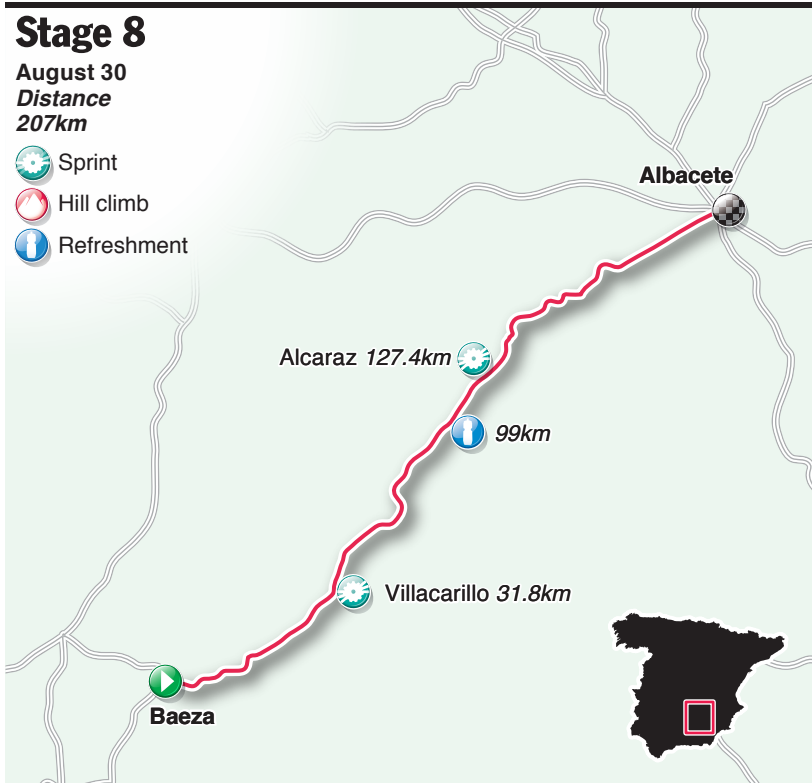 Stage 8
August 30
Distance
207km
Sprint
Hill climb
Refreshment
Albacete
Alcaraz 127.4km
99km
Villacarillo 31.8km
Baeza